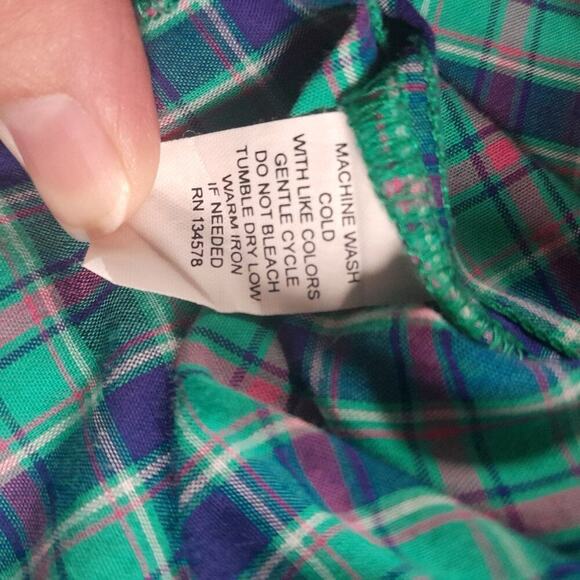 MACHINE WASH
COLD
WITH LIKE COLORS
GENTLE CYCLE
DO NOT BLEACH
TUMBLE DRY LOW
WARM IRON
IF NEEDED
RN 134578